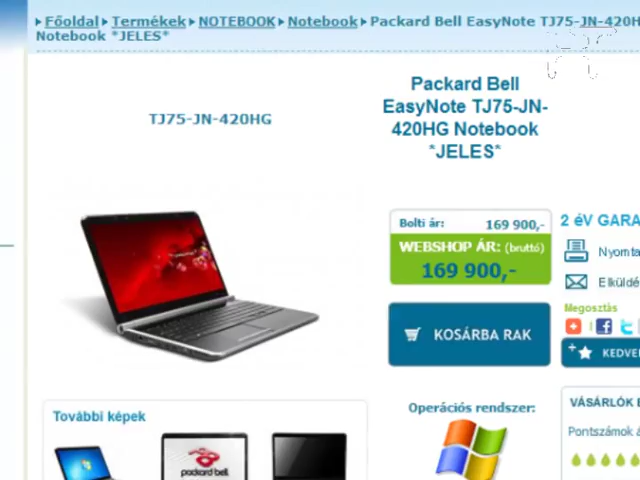 Főoldal Termékek NOTEBOOK Notebook Packard Bell EasyNote TJ75-JN-420H
Notebook *JELES*
TJ75-JN-420HG
Packard Bell
EasyNote TJ75-JN-
420HG Notebook
*JELES*
Bolti ár: 169 900,-
WEBSHOP ÁR: (bruttó)
169 900,-
KOSÁRBA RAK
2 éV GARA
Nyomta
Elküldé
Megosztás
KEDVE
További képek
packard bell
Operációs rendszer:
VÁSÁRLÓK
Pontszámok